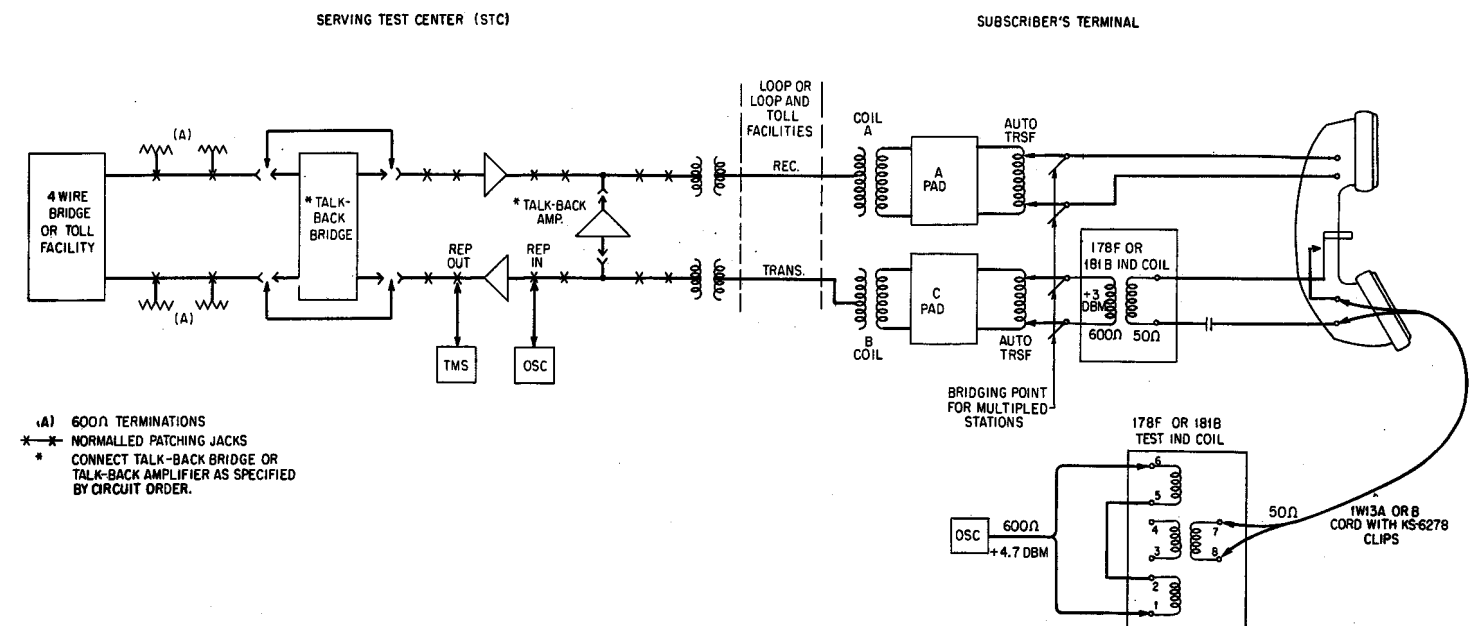 SERVING TEST CENTER (STC)
SUBSCRIBER'S TERMINAL
LOOP OR
LOOP AND
TOLL
FACILITIES
(A)
4 WIRE
BRIDGE
OR TOLL
FACILITY
* TALK-
BACK
BRIDGE
* TALK-BACK
AMP.
REC.
COIL
A
A
PAD
AUTO
TRSF
REP
OUT
REP
IN
TRANS.
(A)
TMS
OSC
B
COIL
C
PAD
AUTO
TRSF
178F OR
181B IND COIL
+3
DBM
600Ω
50Ω
BRIDGING POINT
FOR MULTIPLED
STATIONS
(A) 600Ω TERMINATIONS
NORMALLED PATCHING JACKS
* CONNECT TALK-BACK BRIDGE OR
TALK-BACK AMPLIFIER AS SPECIFIED
BY CIRCUIT ORDER.
178F OR 181B
TEST IND COIL
OSC
600Ω
+4.7 DBM
6
5
4
3
2
1
7
8
50Ω
1W13A OR B
CORD WITH KS-6278
CLIPS